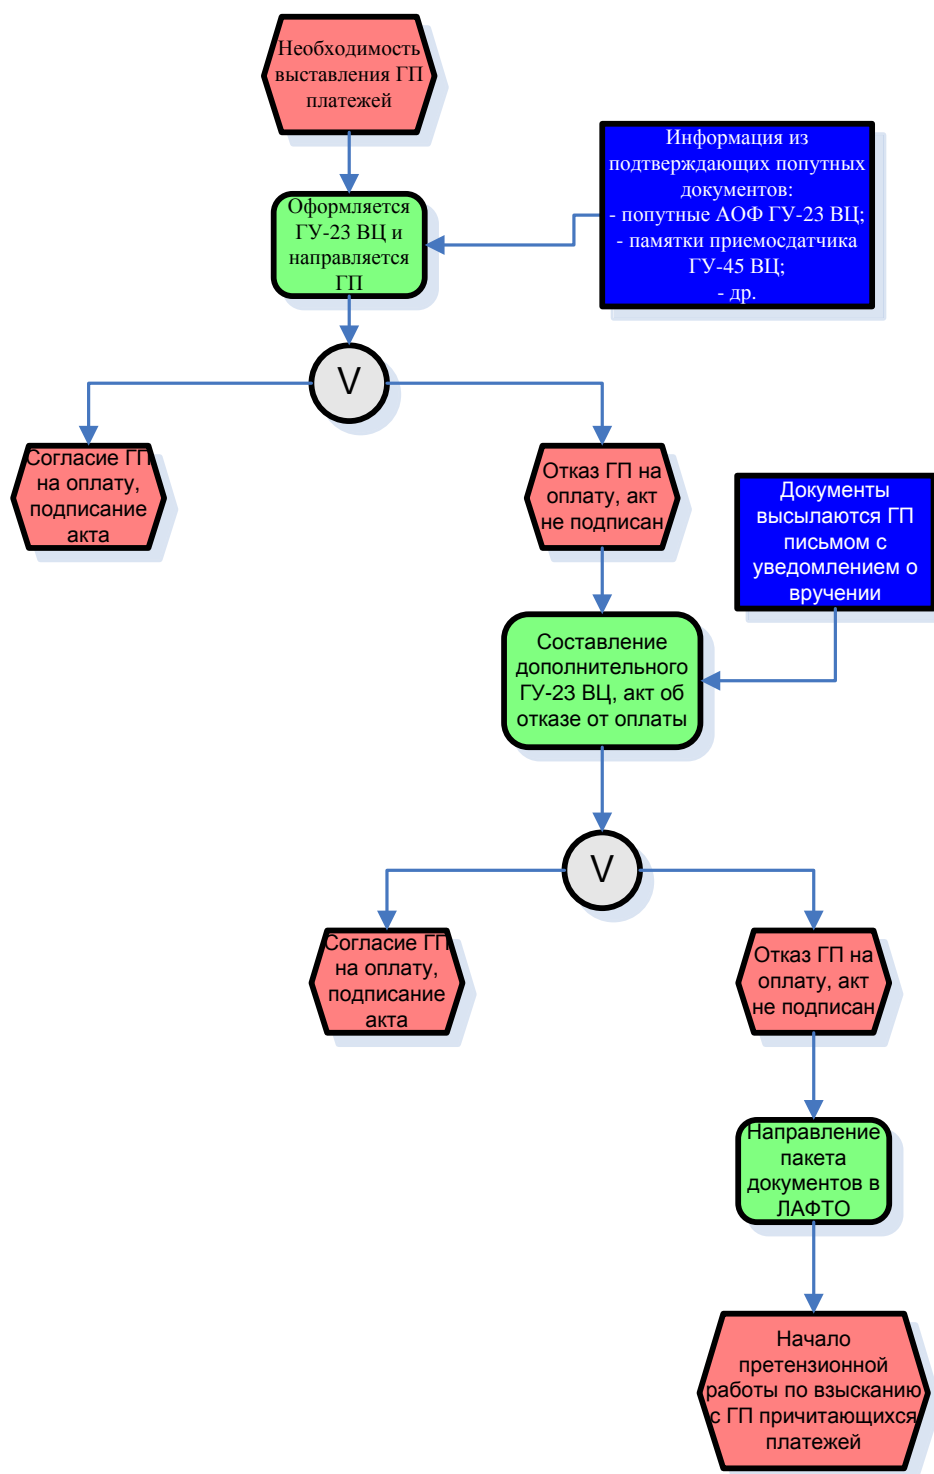 Необходимость
выставления ГП
платежей
Информация из
подтверждающих попутных
документов:
- попутные АОФ ГУ-23 ВЦ;
- памятки приемосдатчика
ГУ-45 ВЦ;
- др.
Оформляется
ГУ-23 ВЦ и
направляется
ГП
V
Согласие ГП
на оплату,
подписание
акта
Отказ ГП на
оплату, акт
не подписан
Документы
высылаются ГП
письмом с
уведомлением о
вручении
Составление
дополнительного
ГУ-23 ВЦ, акт об
отказе от оплаты
V
Согласие ГП
на оплату,
подписание
акта
Отказ ГП на
оплату, акт
не подписан
Направление
пакета
документов в
ЛАФТО
Начало
претензионной
работы по взысканию
с ГП причитающихся
платежей